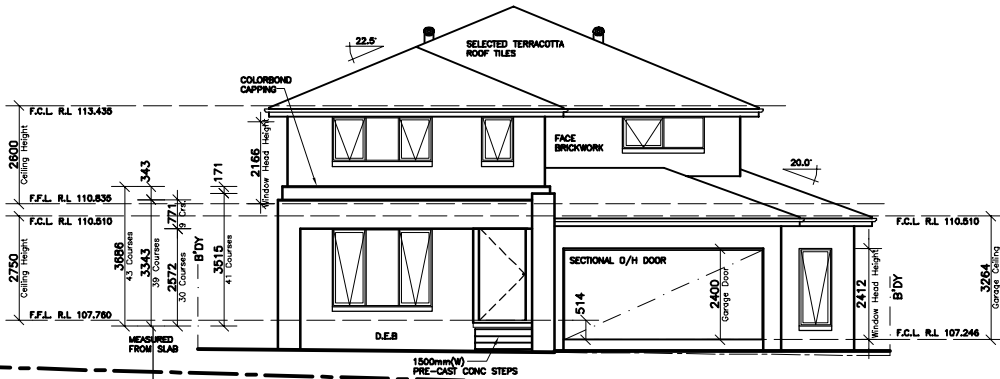 22.5°
SELECTED TERRACOTTA
ROOF TILES
COLORBOND
CAPPING
F.C.L. R.L 113.435
2600
Ceiling Height
343
171
2166
Window Head Height
FACE
BRICKWORK
20.0°
F.F.L. R.L 110.835
F.C.L. R.L 110.510
F.C.L. R.L 110.510
2750
Ceiling Height
3686
43 Courses
3343
39 Courses
771
9 Crs.
2572
30 Courses
B'DY
3515
41 Courses
SECTIONAL O/H DOOR
514
2400
Garage Door
2412
Window Head Height
B'DY
3264
Garage Ceiling
F.F.L. R.L 107.760
F.C.L. R.L 107.246
MEASURED
FROM SLAB
D.E.B
1500mm(W)
PRE-CAST CONC STEPS